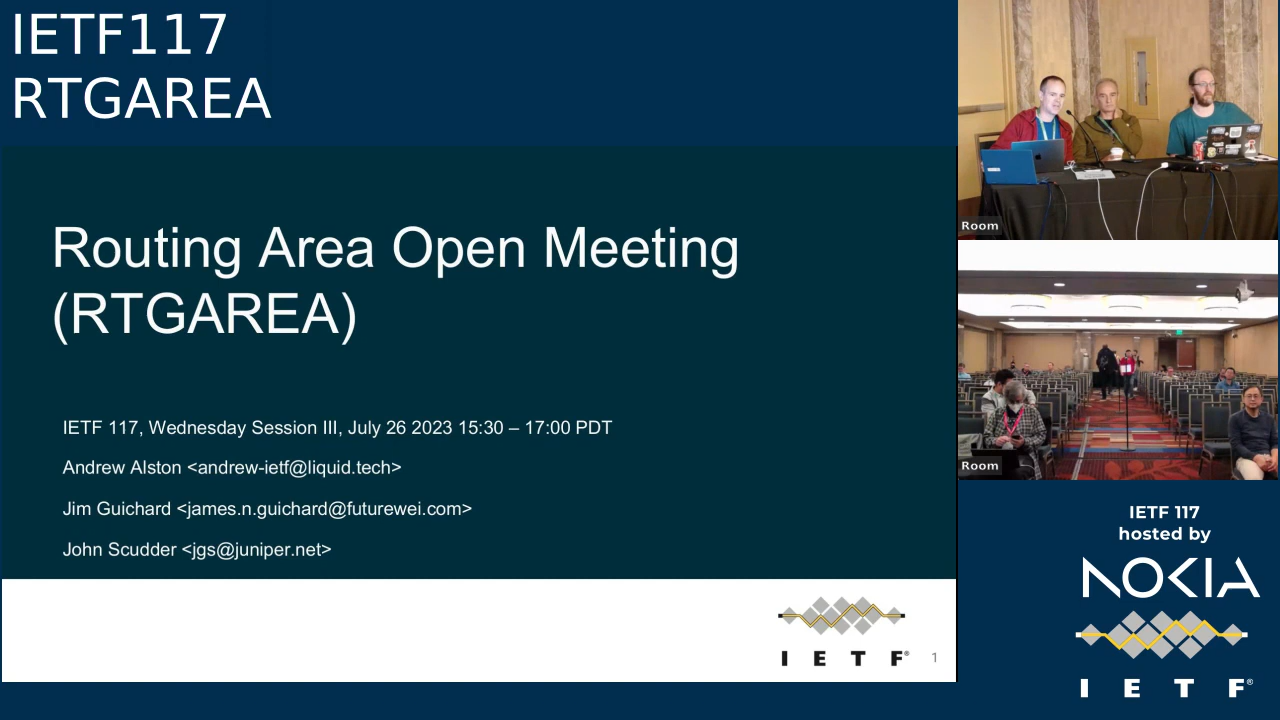 IETF117
RTGAREA
Routing Area Open Meeting
(RTGAREA)
IETF 117, Wednesday Session III, July 26 2023 15:30 – 17:00 PDT
Andrew Alston <andrew-ietf@liquid.tech>
Jim Guichard <james.n.guichard@futurewei.com>
John Scudder <jgs@juniper.net>
I E T F®
1
Room
Room
IETF 117
hosted by
NOKIA
I E T F®